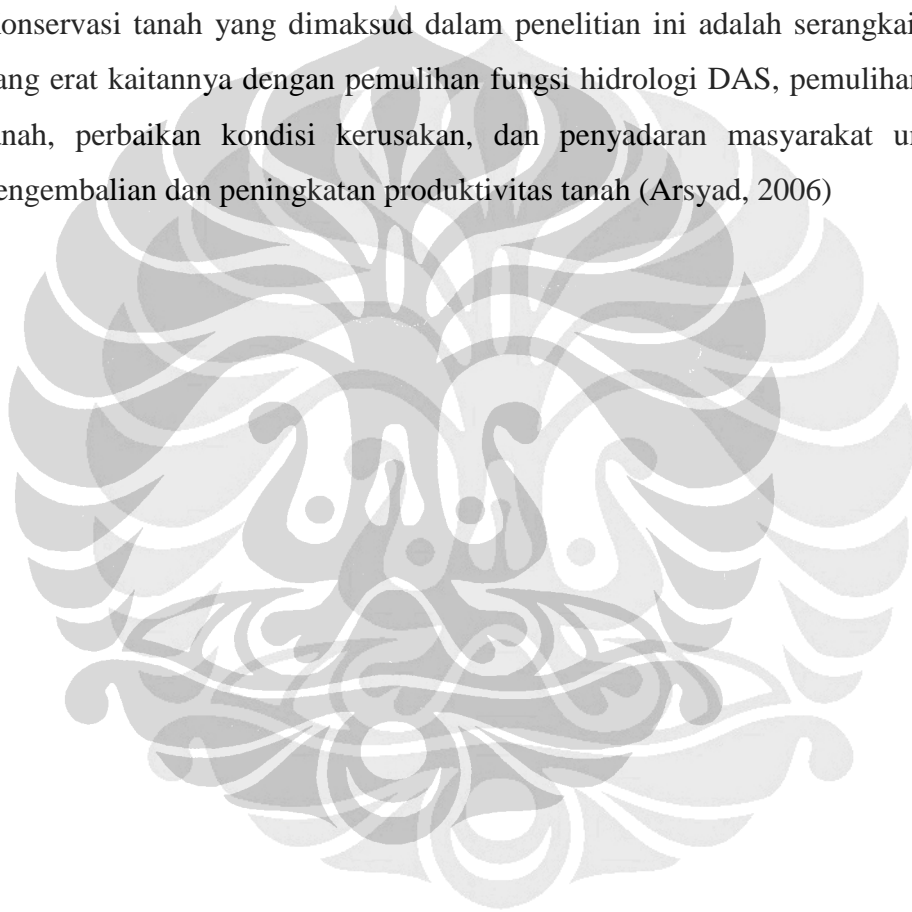 onservasi tanah yang dimaksud dalam penelitian ini adalah serangkai
ang erat kaitannya dengan pemulihan fungsi hidrologi DAS, pemulihan
anah, perbaikan kondisi kerusakan, dan penyadaran masyarakat un
engembalian dan peningkatan produktivitas tanah (Arsyad, 2006)